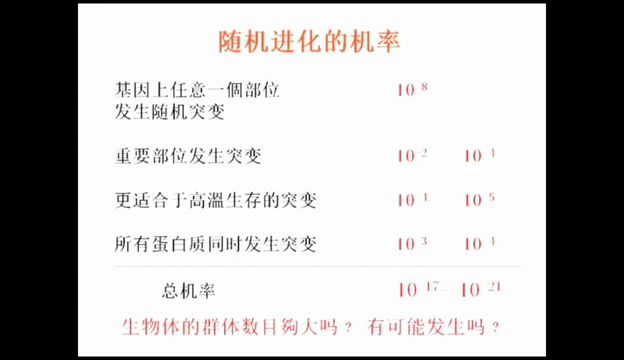 随机进化的机率
基因上任意一個部位 10⁻⁸
发生随机突变
重要部位发生突变 10⁻² 10⁻⁴
更适合于高溫生存的突变 10⁻⁴ 10⁻⁵
所有蛋白质同时发生突变 10⁻³ 10⁻⁴
总机率 10⁻¹⁷ 10⁻²¹
生物体的群体数目夠大吗？ 有可能发生吗？